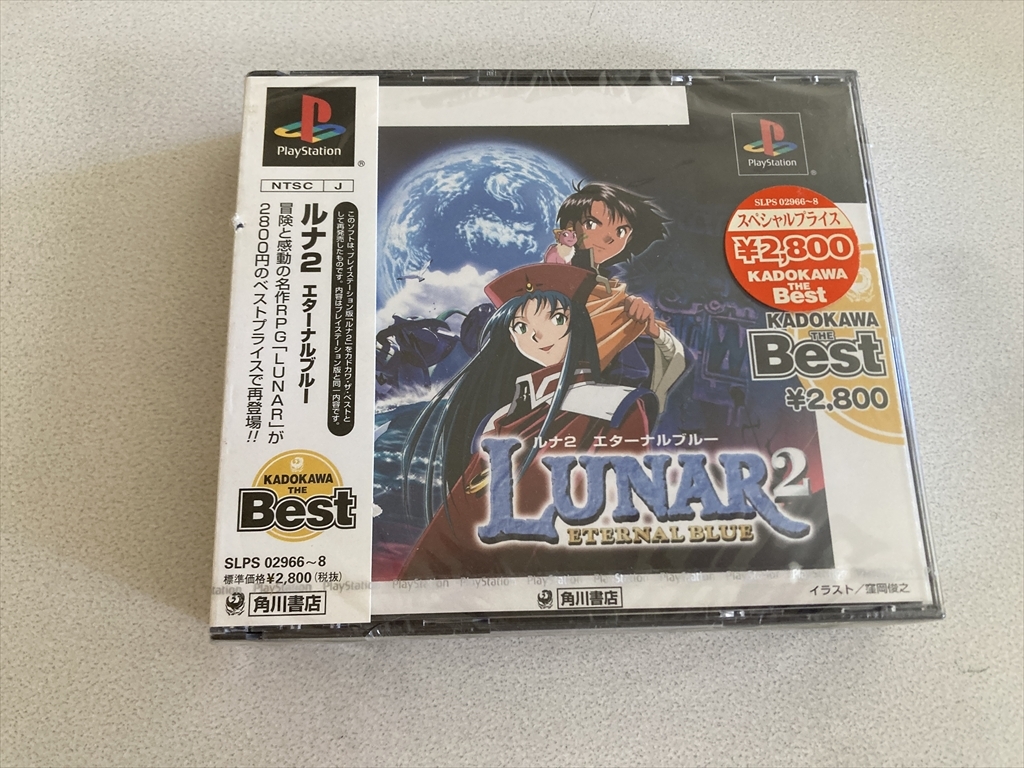 PlayStation
®
NTSC J
このソフトは、プレイステーション版「ルナ2」をカドカワ・ザ・ベストと
して再発売したものです。内容はプレイステーション版と同一内容です。
ルナ2 エターナルブルー
冒険と感動の名作RPG「LUNAR」が
2800円のベストプライスで再登場!!
KADOKAWA
THE
Best
SLPS 02966〜8
標準価格¥2,800(税抜)
角川書店
PlayStation
®
SLPS 02966〜8
スペシャルプライス
¥2,800
KADOKAWA
THE
Best
KADOKAWA
THE
Best
¥2,800
ルナ2 エターナルブルー
LUNAR2
ETERNAL BLUE
PlayStation PlayStation PlayStation
角川書店
イラスト/窪岡俊之